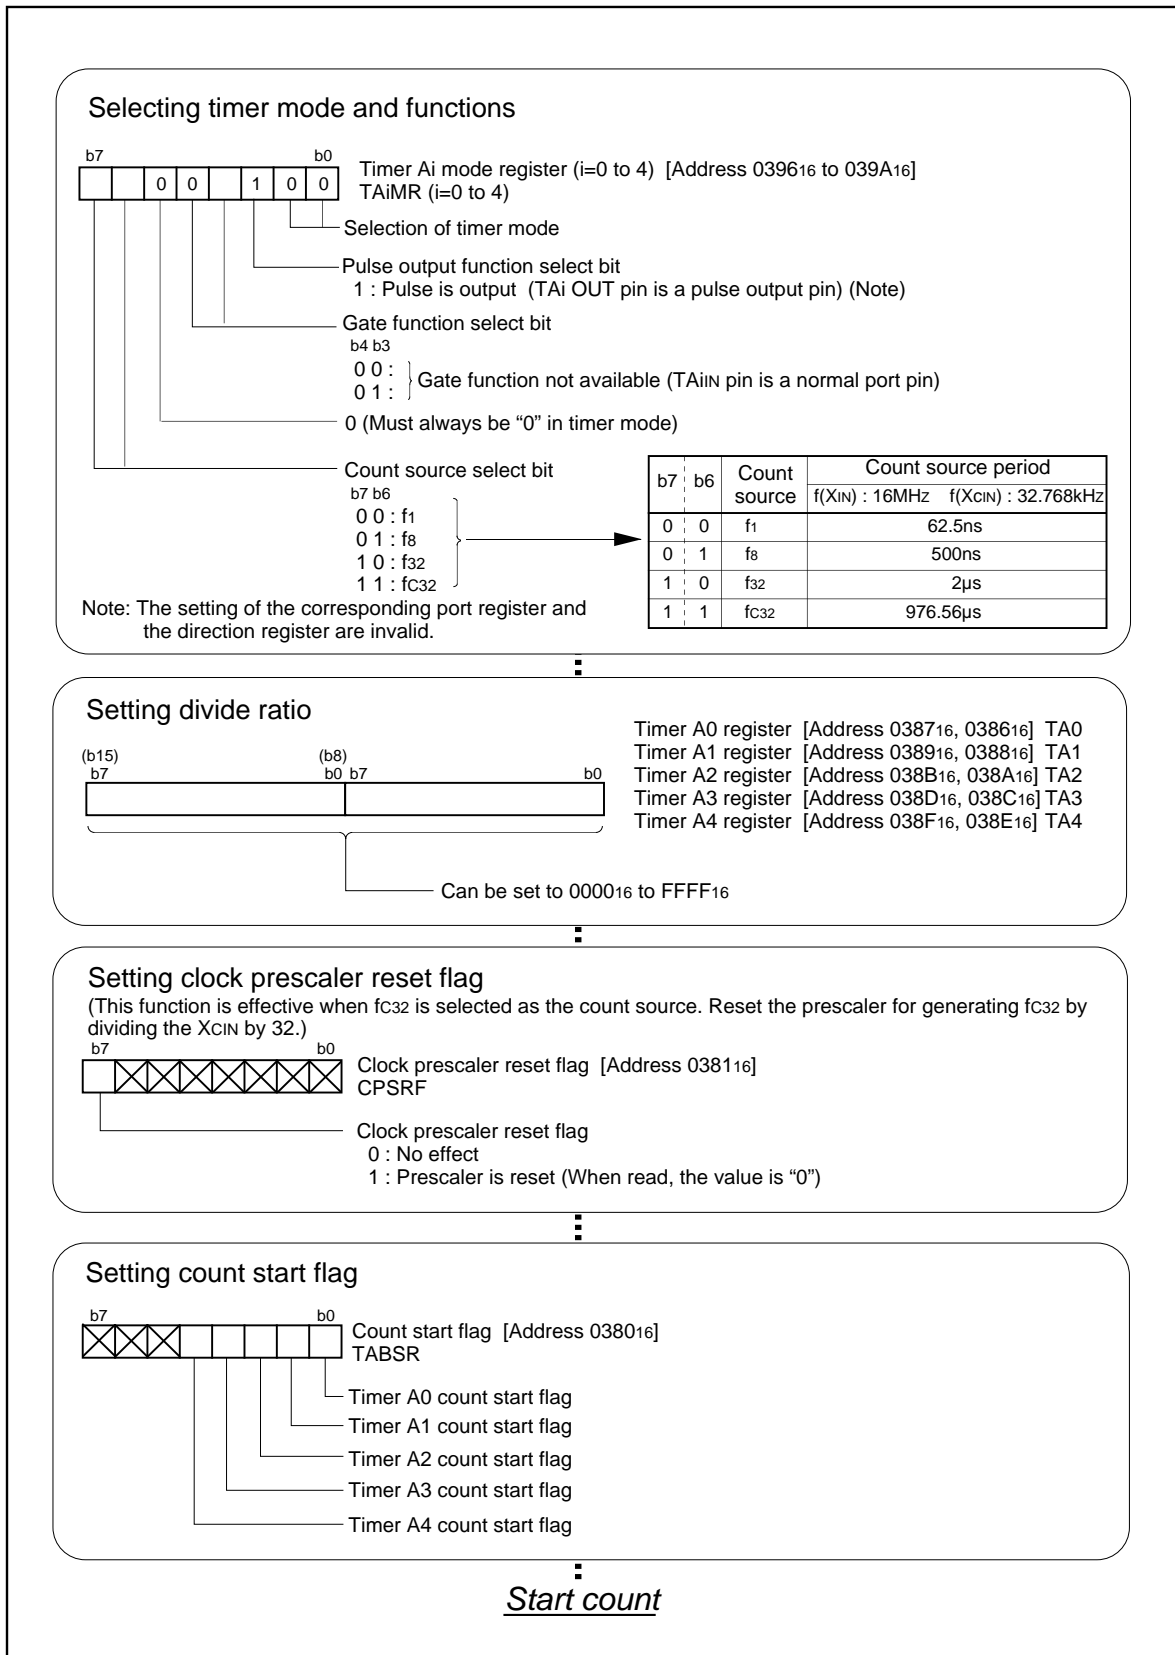 Selecting timer mode and functions
b7 b0
0 0 1 0 0
Timer Ai mode register (i=0 to 4) [Address 039616 to 039A16]
TAiMR (i=0 to 4)
Selection of timer mode
Pulse output function select bit
1 : Pulse is output (TAi OUT pin is a pulse output pin) (Note)
Gate function select bit
b4 b3
0 0 :
0 1 :
Gate function not available (TAiIN pin is a normal port pin)
0 (Must always be “0” in timer mode)
Count source select bit
b7 b6
0 0 : f1
0 1 : f8
1 0 : f32
1 1 : fC32
b7 b6 Count source Count source period
f(XIN) : 16MHz f(XCIN) : 32.768kHz
0 0 f1 62.5ns
0 1 f8 500ns
1 0 f32 2µs
1 1 fC32 976.56µs
Note: The setting of the corresponding port register and
the direction register are invalid.
Setting divide ratio
(b15) (b8)
b7 b0 b7 b0
Timer A0 register [Address 038716, 038616] TA0
Timer A1 register [Address 038916, 038816] TA1
Timer A2 register [Address 038B16, 038A16] TA2
Timer A3 register [Address 038D16, 038C16] TA3
Timer A4 register [Address 038F16, 038E16] TA4
Can be set to 000016 to FFFF16
Setting clock prescaler reset flag
(This function is effective when fC32 is selected as the count source. Reset the prescaler for generating fC32 by
dividing the XCIN by 32.)
b7 b0
Clock prescaler reset flag [Address 038116]
CPSRF
Clock prescaler reset flag
0 : No effect
1 : Prescaler is reset (When read, the value is “0”)
Setting count start flag
b7 b0
Count start flag [Address 038016]
TABSR
Timer A0 count start flag
Timer A1 count start flag
Timer A2 count start flag
Timer A3 count start flag
Timer A4 count start flag
Start count